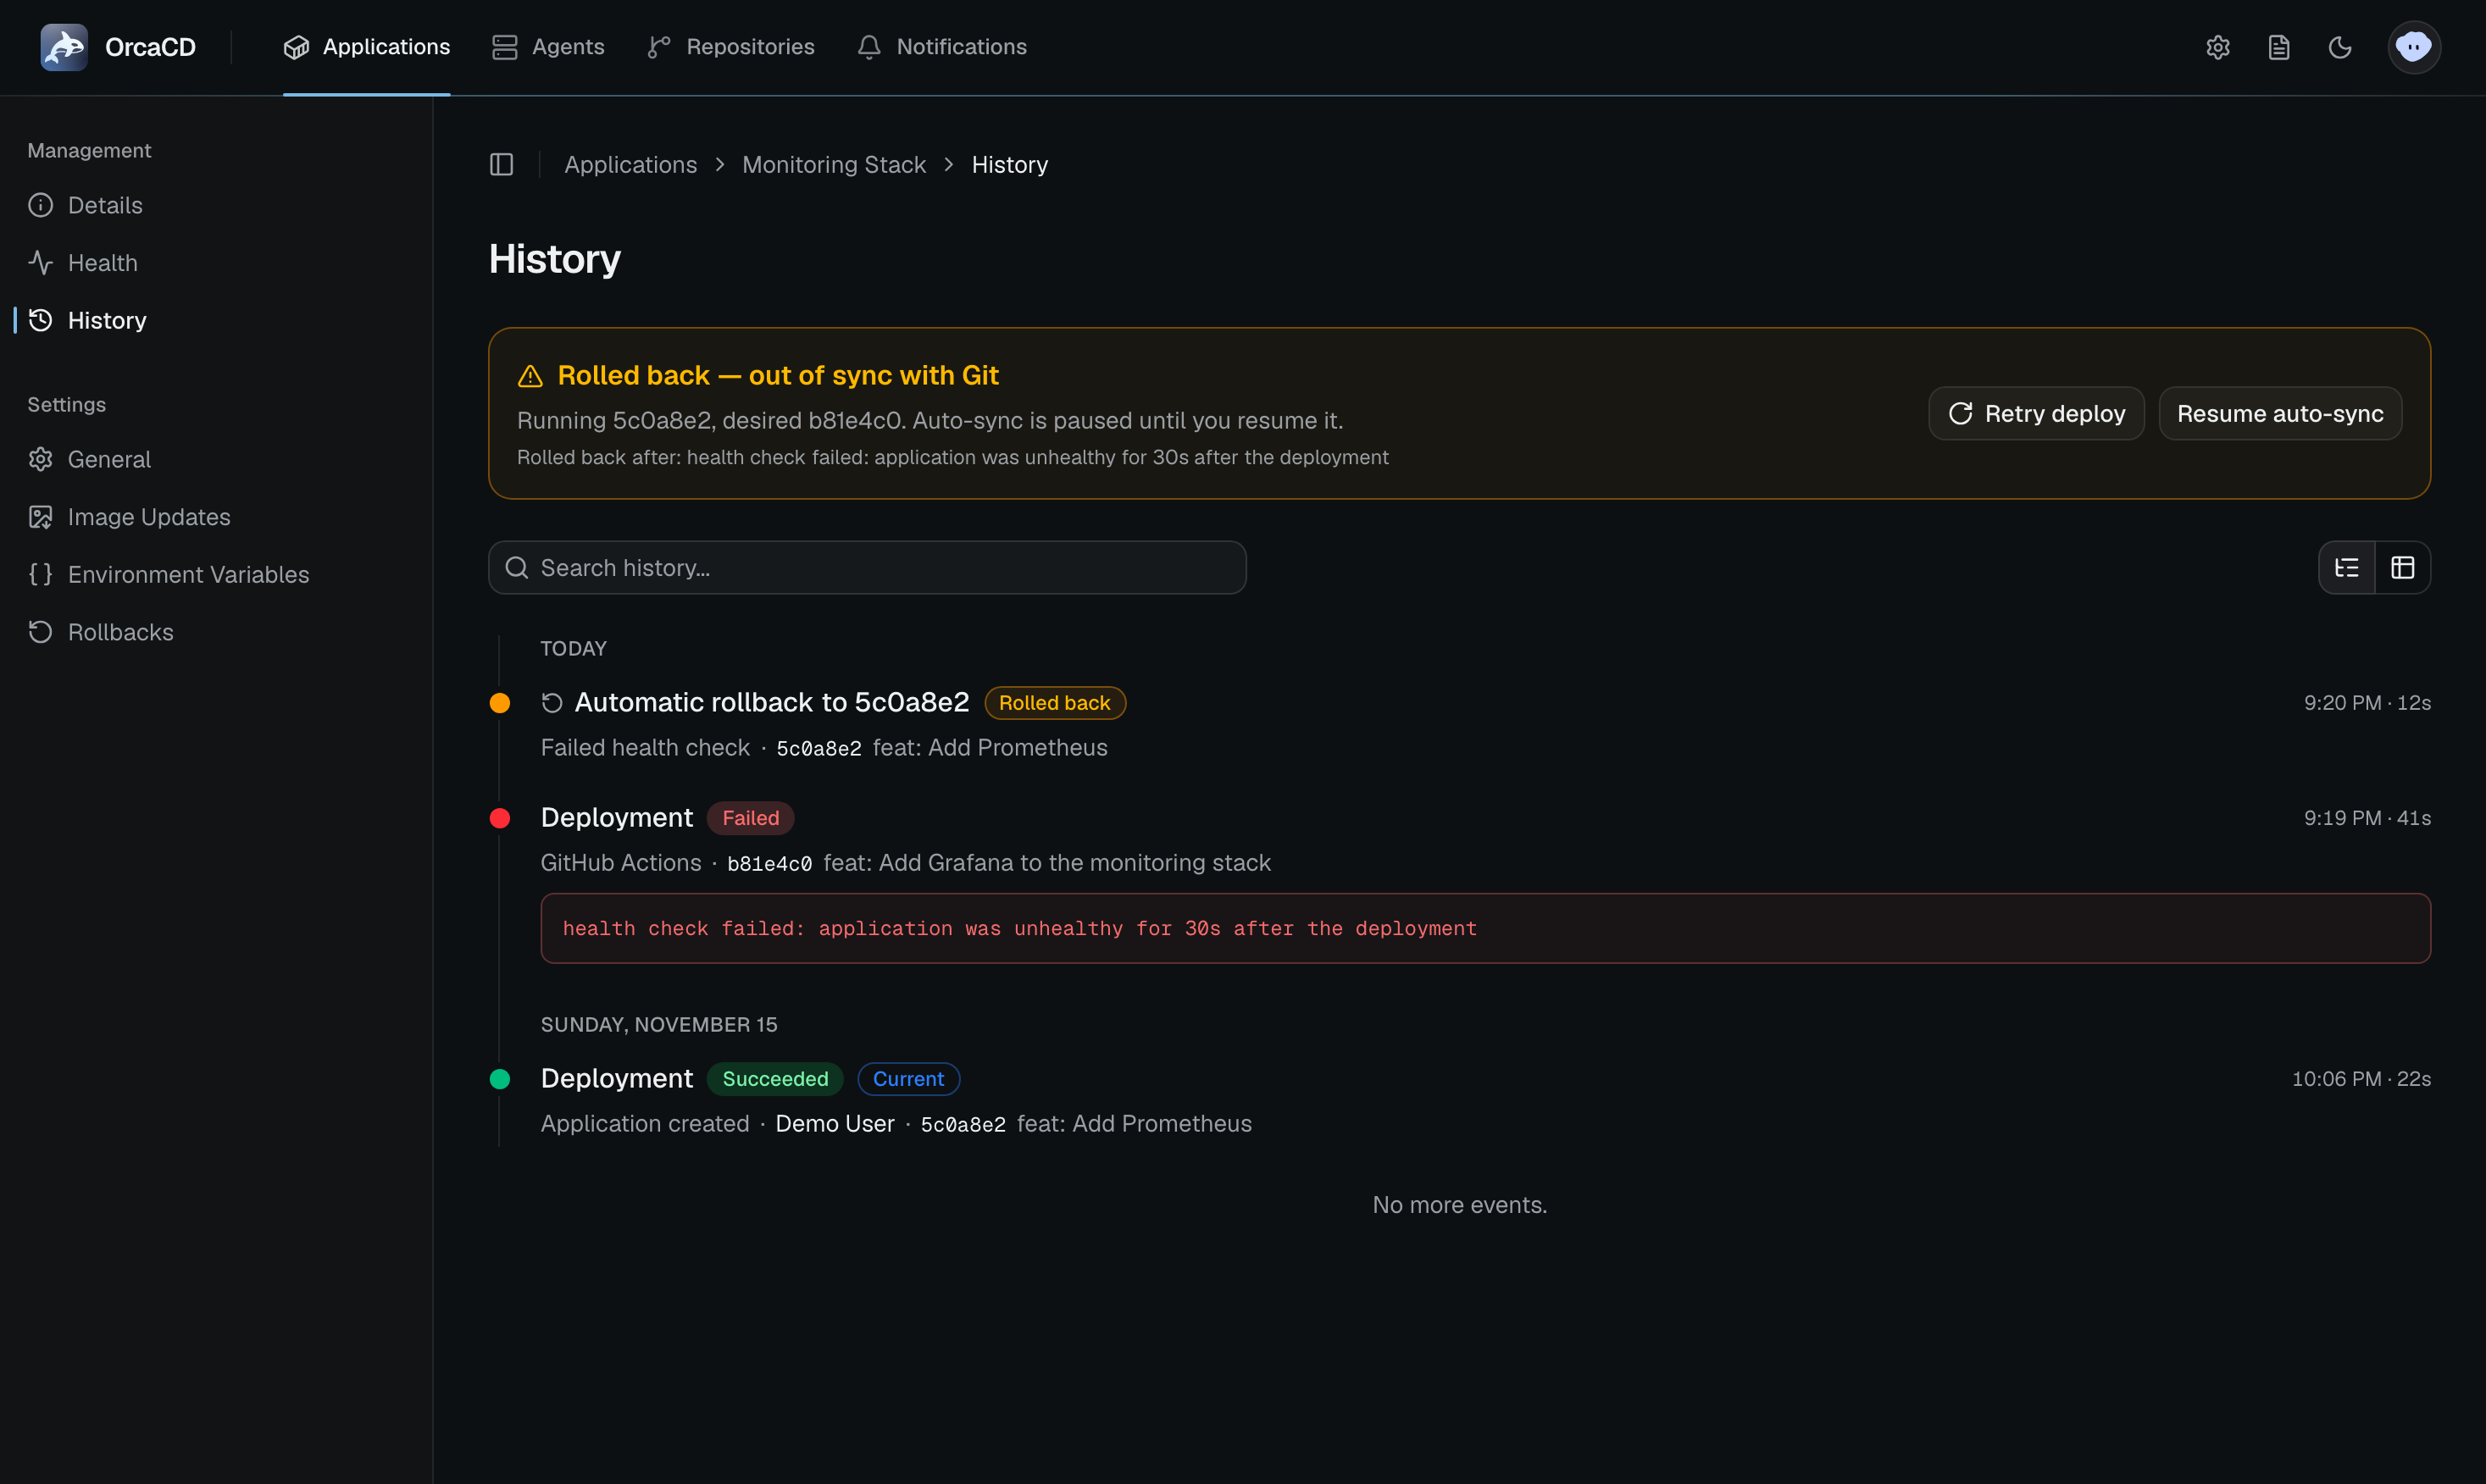 OrcaCD
Applications
Agents
Repositories
Notifications
Management
Details
Health
History
Settings
General
Image Updates
Environment Variables
Rollbacks
Applications > Monitoring Stack > History
History
Rolled back — out of sync with Git
Running 5c0a8e2, desired b81e4c0. Auto-sync is paused until you resume it.
Rolled back after: health check failed: application was unhealthy for 30s after the deployment
Retry deploy
Resume auto-sync
Search history...
TODAY
Automatic rollback to 5c0a8e2 Rolled back 9:20 PM · 12s
Failed health check · 5c0a8e2 feat: Add Prometheus
Deployment Failed 9:19 PM · 41s
GitHub Actions · b81e4c0 feat: Add Grafana to the monitoring stack
health check failed: application was unhealthy for 30s after the deployment
SUNDAY, NOVEMBER 15
Deployment Succeeded Current 10:06 PM · 22s
Application created · Demo User · 5c0a8e2 feat: Add Prometheus
No more events.